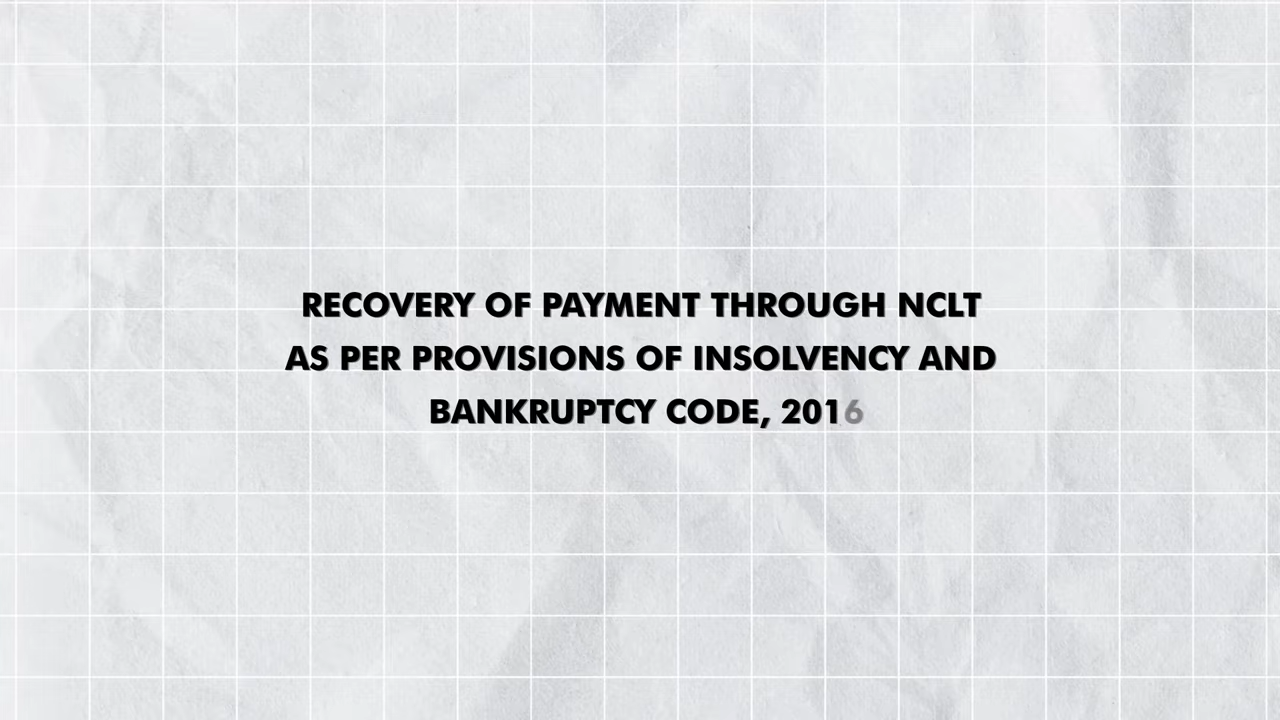 RECOVERY OF PAYMENT THROUGH NCLT
AS PER PROVISIONS OF INSOLVENCY AND
BANKRUPTCY CODE, 2016